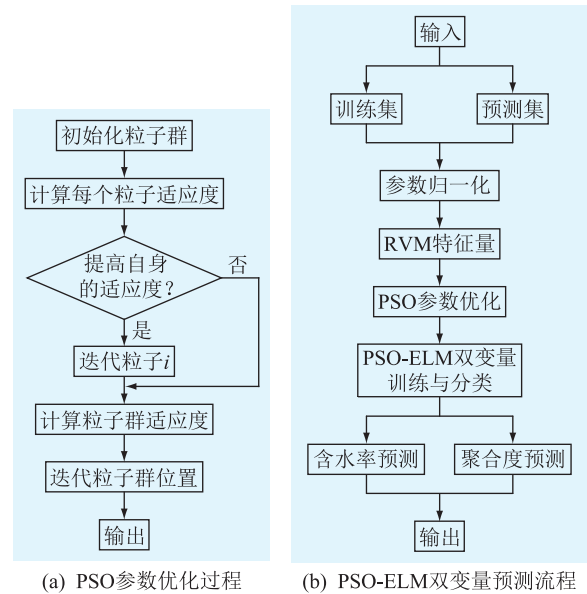 初始化粒子群
计算每个粒子适应度
提高自身
的适应度?
否
是
迭代粒子i
计算粒子群适应度
迭代粒子群位置
输出
(a) PSO参数优化过程
输入
训练集
预测集
参数归一化
RVM特征量
PSO参数优化
PSO-ELM双变量
训练与分类
含水率预测
聚合度预测
输出
(b) PSO-ELM双变量预测流程